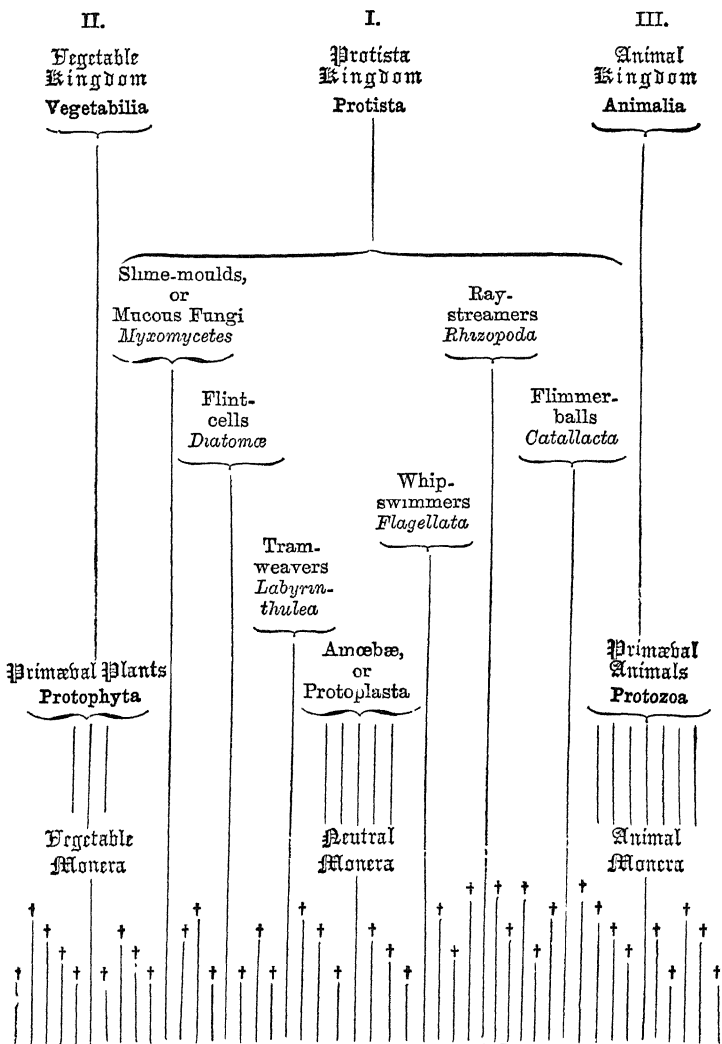 II.
Vegetable
Kingdom
Vegetabilia
I.
Protista
Kingdom
Protista
III.
Animal
Kingdom
Animalia
Slime-moulds,
or
Mucous Fungi
Myxomycetes
Ray-
streamers
Rhizopoda
Flint-
cells
Diatomæ
Flimmer-
balls
Catallacta
Whip-
swimmers
Flagellata
Tram-
weavers
Labyrin-
thulea
Amœbæ,
or
Protoplasta
Primæval Plants
Protophyta
Primæval
Animals
Protozoa
Vegetable
Monera
Neutral
Monera
Animal
Monera